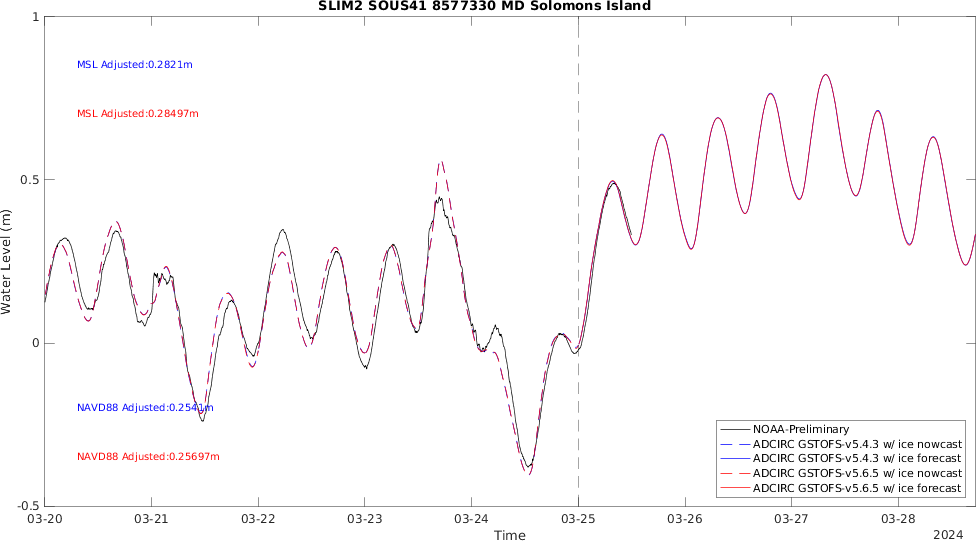 SLIM2 SOUS41 8577330 MD Solomons Island
1
MSL Adjusted:0.2821m
MSL Adjusted:0.28497m
0.5
Water Level (m)
0
NAVD88 Adjusted:0.2541m
NAVD88 Adjusted:0.25697m
NOAA-Preliminary
ADCIRC GSTOFS-v5.4.3 w/ ice nowcast
ADCIRC GSTOFS-v5.4.3 w/ ice forecast
ADCIRC GSTOFS-v5.6.5 w/ ice nowcast
ADCIRC GSTOFS-v5.6.5 w/ ice forecast
-0.5
03-20 03-21 03-22 03-23 03-24 03-25 03-26 03-27 03-28
Time
2024